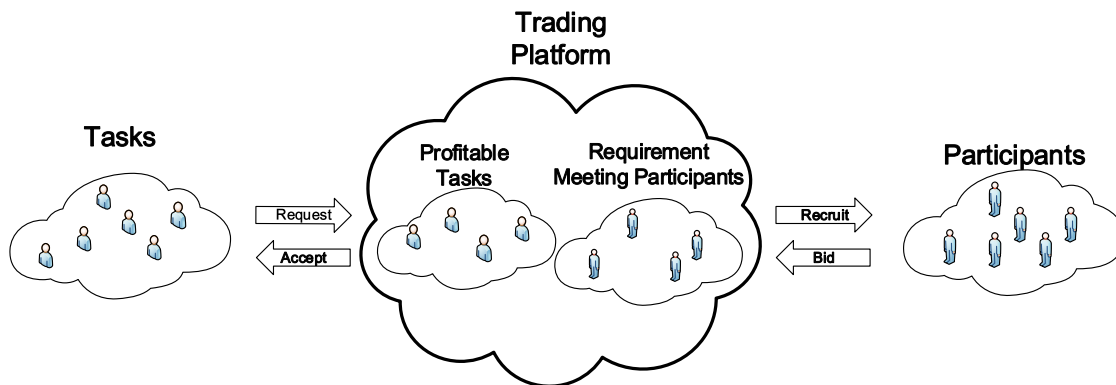 Trading
Platform
Tasks
Profitable
Tasks
Requirement
Meeting Participants
Participants
Request
Recruit
Accept
Bid